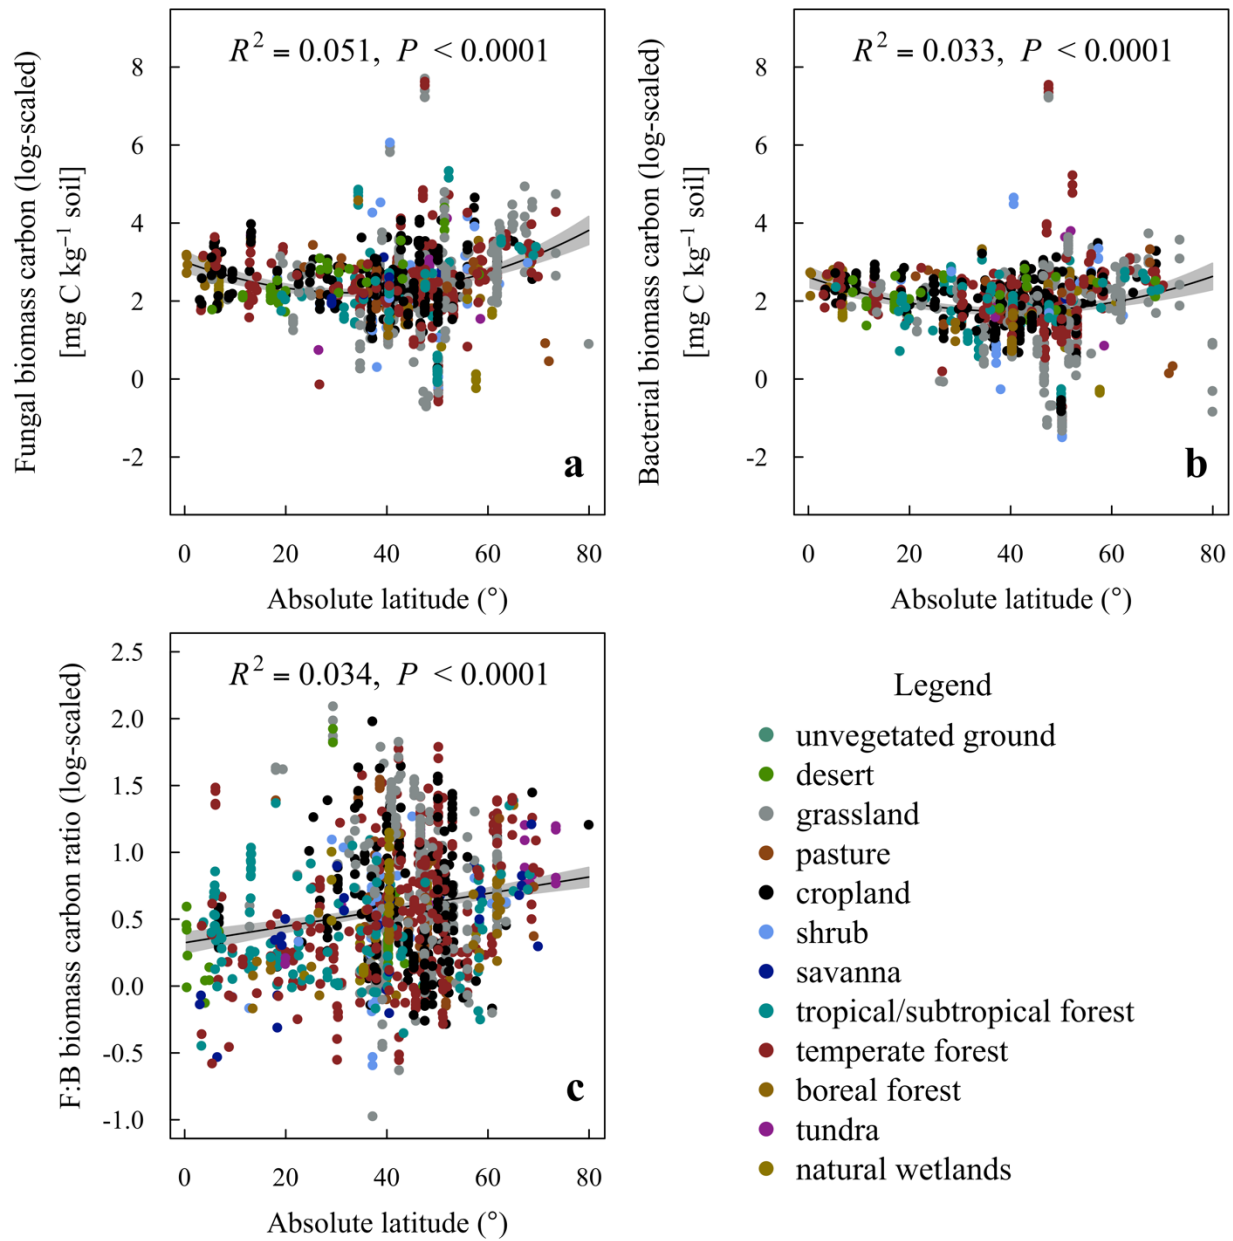 Fungal biomass carbon (log-scaled)
[mg C kg⁻¹ soil]
R² = 0.051, P < 0.0001
8
6
4
2
0
-2
a
0 20 40 60 80
Absolute latitude (°)
Bacterial biomass carbon (log-scaled)
[mg C kg⁻¹ soil]
R² = 0.033, P < 0.0001
8
6
4
2
0
-2
b
0 20 40 60 80
Absolute latitude (°)
F:B biomass carbon ratio (log-scaled)
R² = 0.034, P < 0.0001
2.5
2.0
1.5
1.0
0.5
0.0
-0.5
-1.0
c
0 20 40 60 80
Absolute latitude (°)
Legend
unvegetated ground
desert
grassland
pasture
cropland
shrub
savanna
tropical/subtropical forest
temperate forest
boreal forest
tundra
natural wetlands